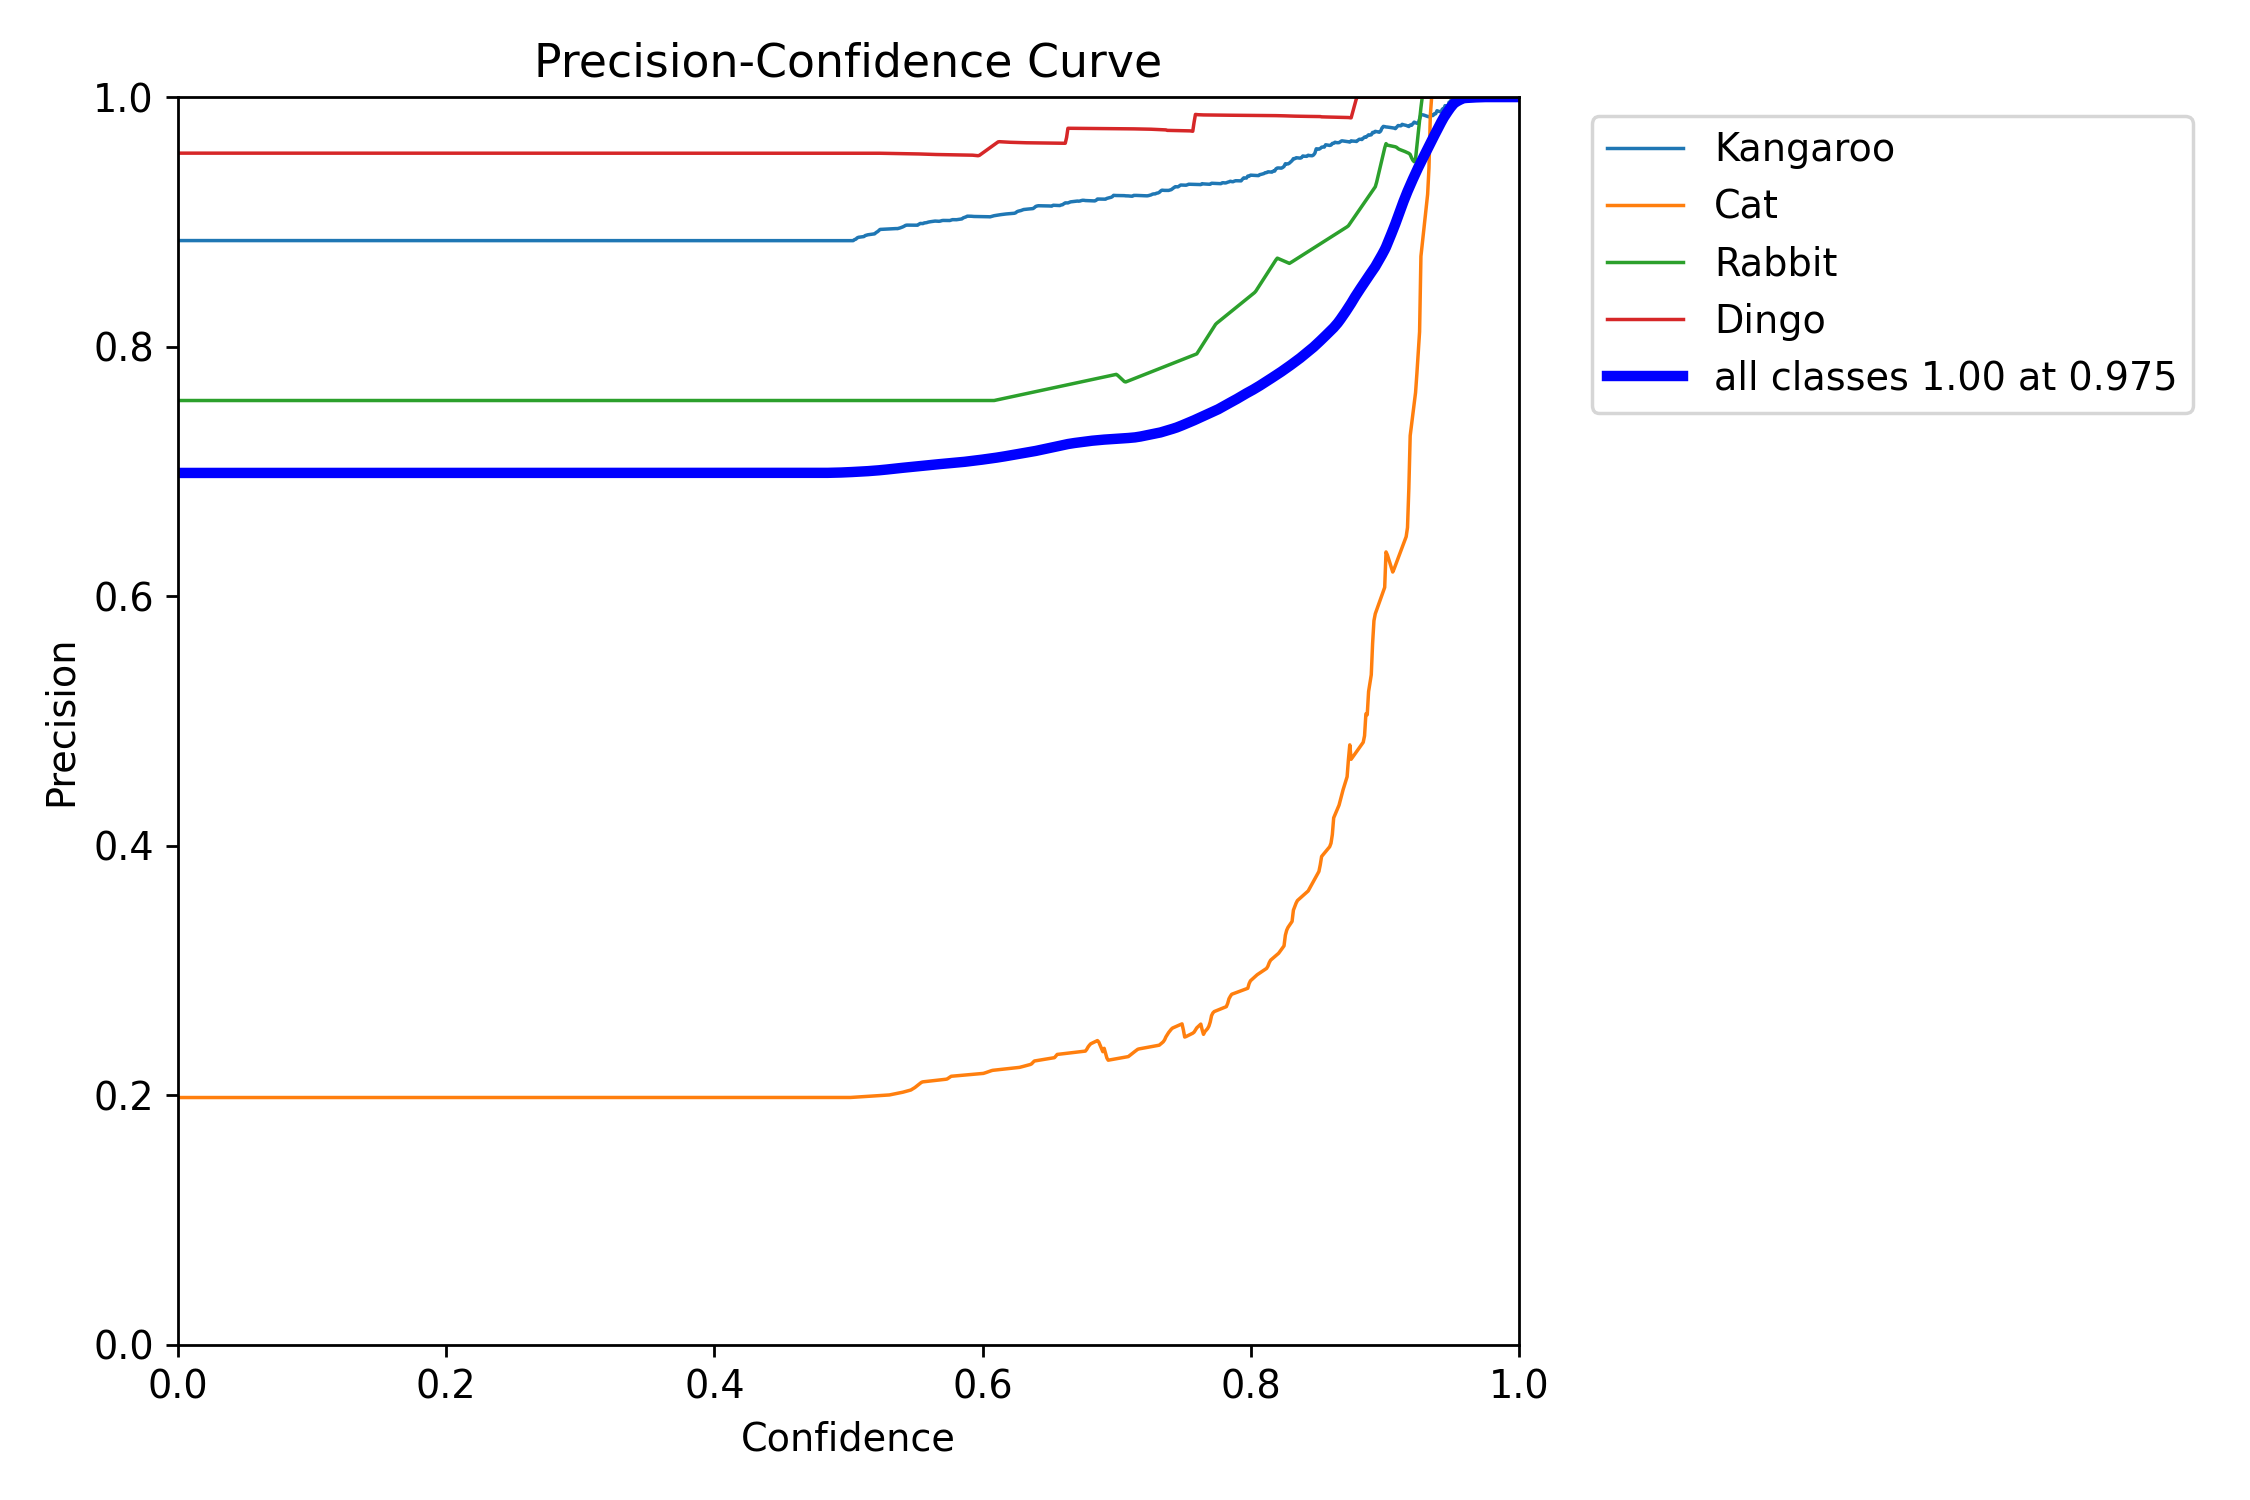 Precision-Confidence Curve
1.0
0.8
0.6
0.4
0.2
0.0
Precision
0.0 0.2 0.4 0.6 0.8 1.0
Confidence
Kangaroo
Cat
Rabbit
Dingo
all classes 1.00 at 0.975